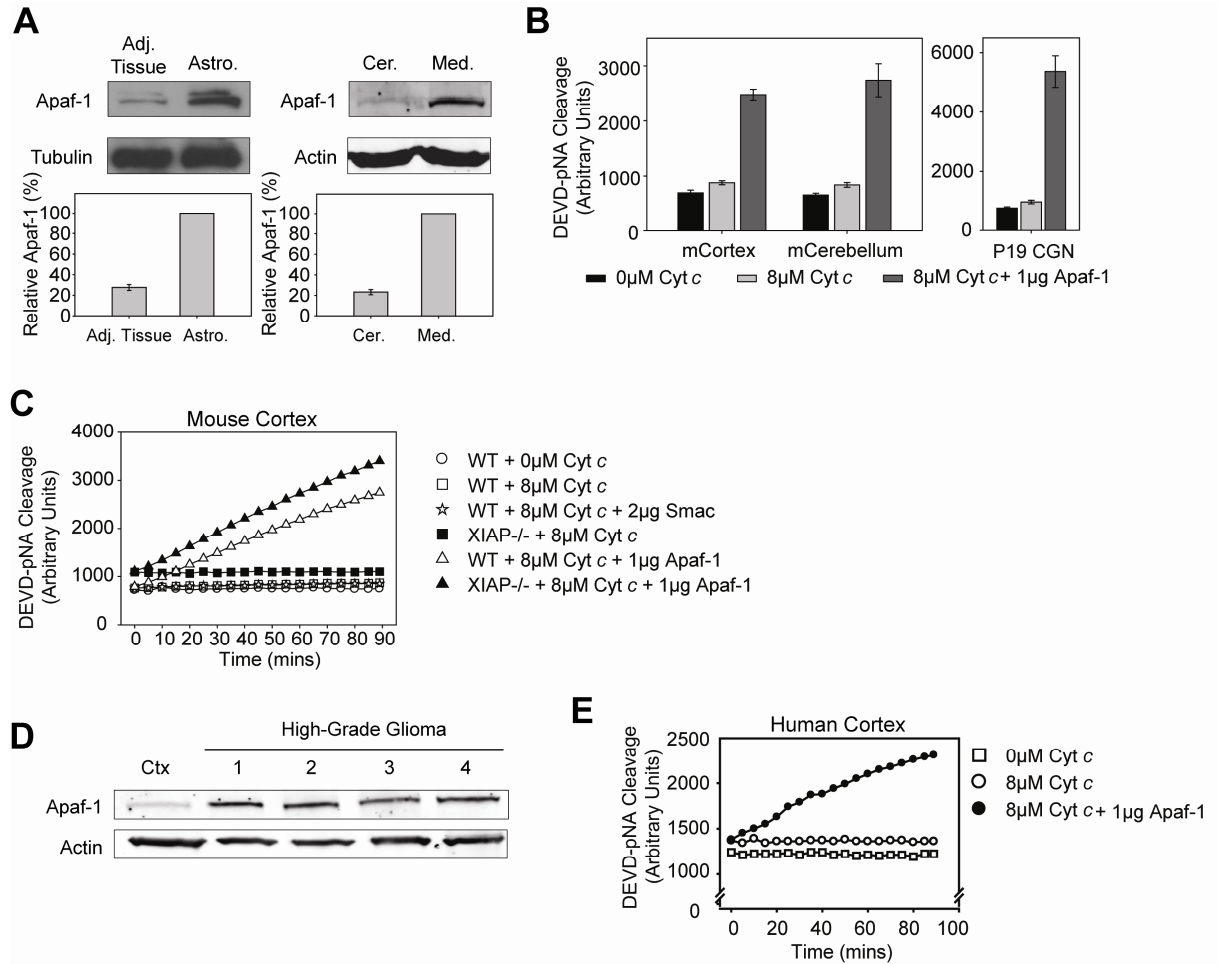 A
Adj.
Tissue Astro.
Apaf-1
Tubulin
Relative Apaf-1 (%)
100
80
60
40
20
0
Adj. Tissue Astro.
Cer. Med.
Apaf-1
Actin
Relative Apaf-1 (%)
100
80
60
40
20
0
Cer. Med.
B
DEVD-pNA Cleavage
(Arbitrary Units)
3000
2000
1000
0
mCortex mCerebellum
6000
4000
2000
0
P19 CGN
0µM Cyt c 8µM Cyt c 8µM Cyt c+ 1µg Apaf-1
C
Mouse Cortex
DEVD-pNA Cleavage
(Arbitrary Units)
4000
3000
2000
1000
0
0 10 20 30 40 50 60 70 80 90
Time (mins)
WT + 0µM Cyt c
WT + 8µM Cyt c
WT + 8µM Cyt c + 2µg Smac
XIAP-/- + 8µM Cyt c
WT + 8µM Cyt c + 1µg Apaf-1
XIAP-/- + 8µM Cyt c + 1µg Apaf-1
D
High-Grade Glioma
Ctx 1 2 3 4
Apaf-1
Actin
E
Human Cortex
DEVD-pNA Cleavage
(Arbitrary Units)
2500
2000
1500
1000
0
0 20 40 60 80 100
Time (mins)
0µM Cyt c
8µM Cyt c
8µM Cyt c+ 1µg Apaf-1